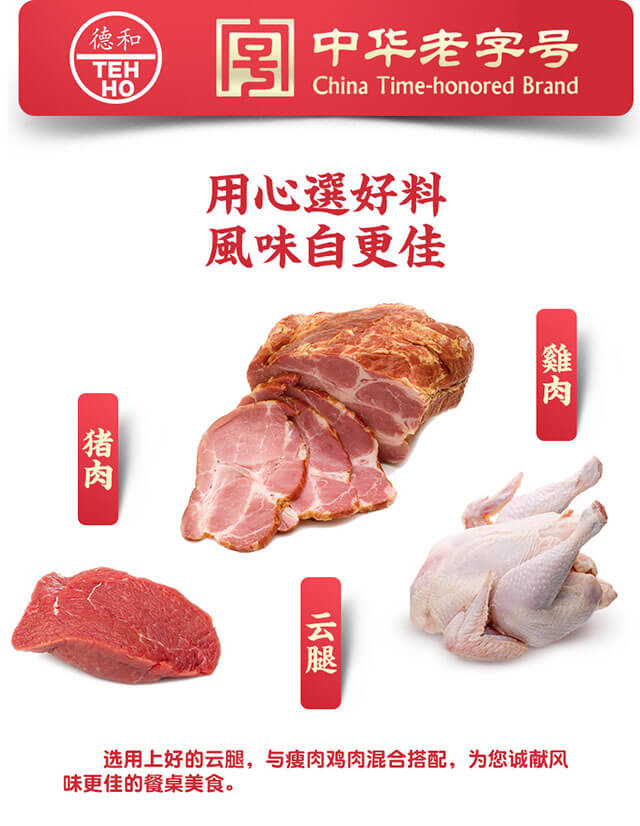 德和
TEH
HO
中华老字号
China Time-honored Brand
用心選好料
風味自更佳
雞肉
猪肉
云腿
选用上好的云腿，与瘦肉鸡肉混合搭配，为您诚献风
味更佳的餐桌美食。